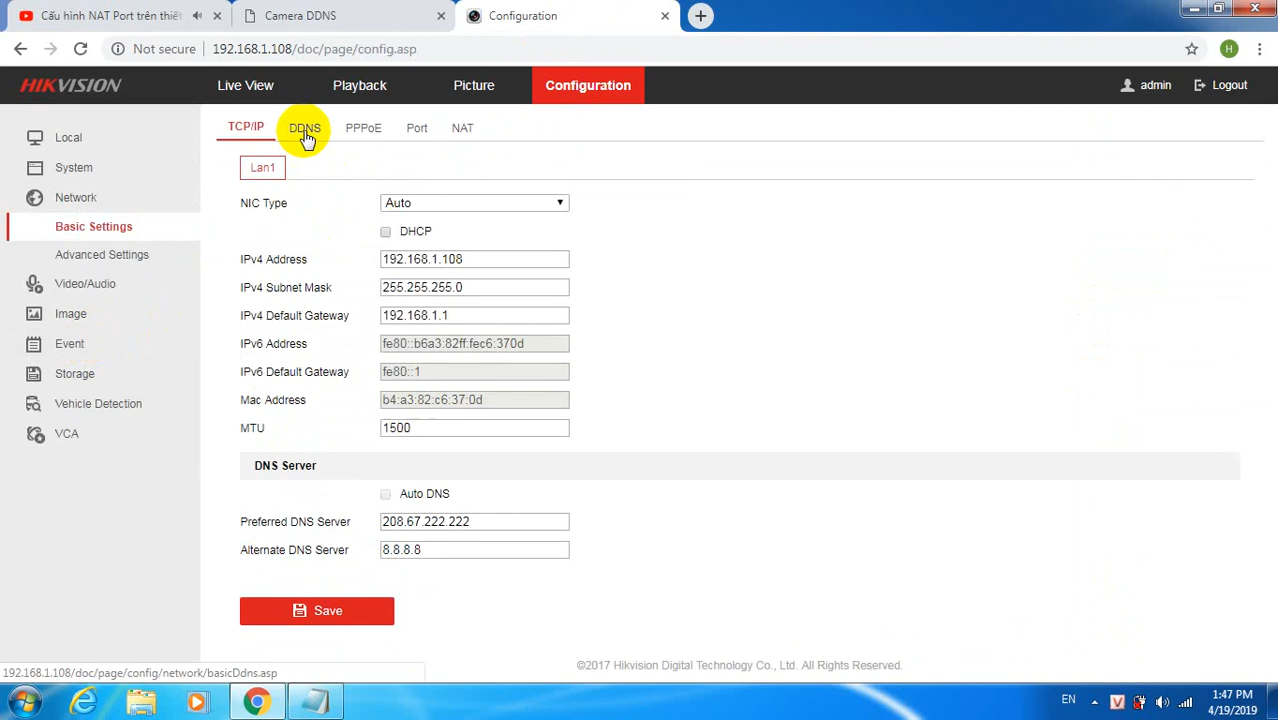 Cấu hình NAT Port trên thiết
Camera DDNS
Configuration
Not secure 192.168.1.108/doc/page/config.asp
H
HIKVISION Live View Playback Picture Configuration admin Logout
TCP/IP DDNS PPPoE Port NAT
Local
System
Network
Basic Settings
Advanced Settings
Video/Audio
Image
Event
Storage
Vehicle Detection
VCA
Lan1
NIC Type Auto
DHCP
IPv4 Address 192.168.1.108
IPv4 Subnet Mask 255.255.255.0
IPv4 Default Gateway 192.168.1.1
IPv6 Address fe80::b6a3:82ff:fec6:370d
IPv6 Default Gateway fe80::1
Mac Address b4:a3:82:c6:37:0d
MTU 1500
DNS Server
Auto DNS
Preferred DNS Server 208.67.222.222
Alternate DNS Server 8.8.8.8
Save
©2017 Hikvision Digital Technology Co., Ltd. All Rights Reserved.
192.168.1.108/doc/page/config/network/basicDdns.asp
EN
V
1:47 PM
4/19/2019